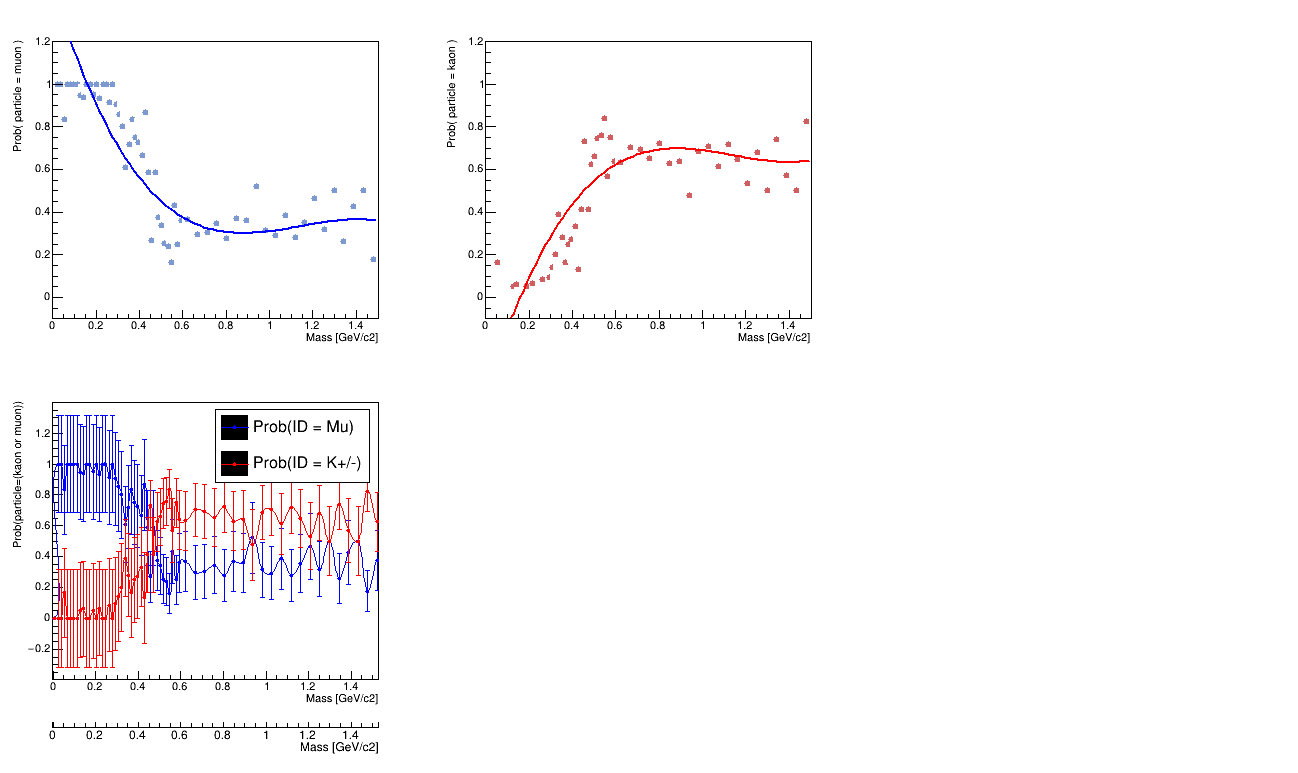 Prob( particle = muon )
1.2
1
0.8
0.6
0.4
0.2
0
0 0.2 0.4 0.6 0.8 1 1.2 1.4
Mass [GeV/c2]
Prob( particle = kaon )
1.2
1
0.8
0.6
0.4
0.2
0
0 0.2 0.4 0.6 0.8 1 1.2 1.4
Mass [GeV/c2]
Prob(particle=(kaon or muon))
1.2
1
0.8
0.6
0.4
0.2
0
−0.2
Prob(ID = Mu)
Prob(ID = K+/-)
0 0.2 0.4 0.6 0.8 1 1.2 1.4
Mass [GeV/c2]
0 0.2 0.4 0.6 0.8 1 1.2 1.4
Mass [GeV/c2]